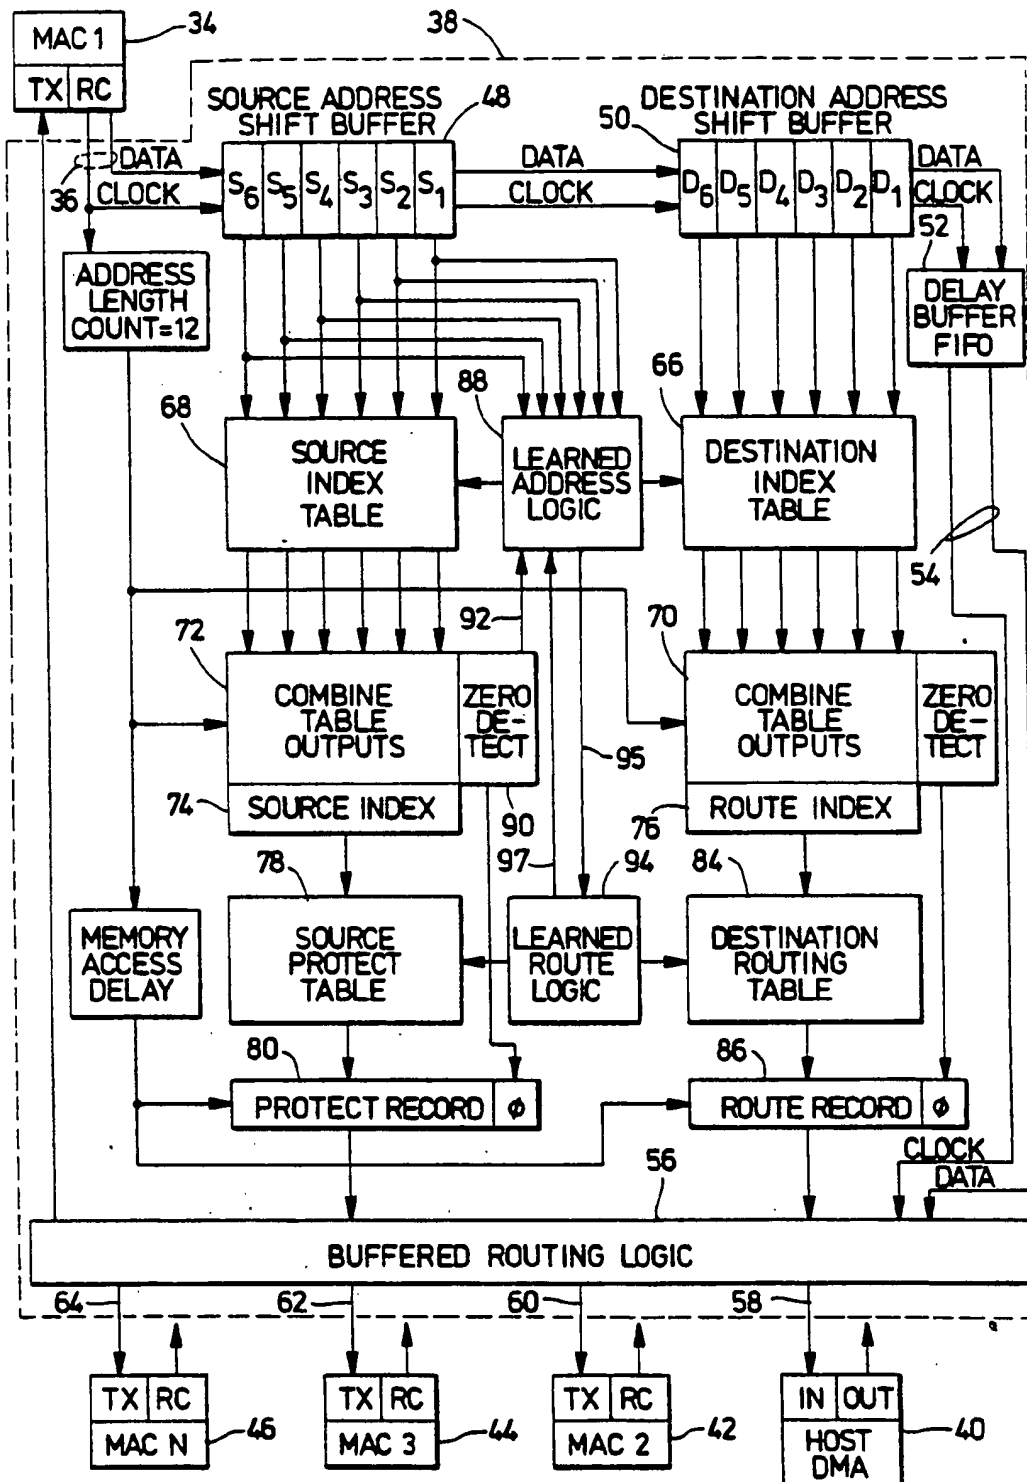 MAC 1
34
38
TX RC
SOURCE ADDRESS
SHIFT BUFFER
48
DESTINATION ADDRESS
SHIFT BUFFER
50
DATA
S6 S5 S4 S3 S2 S1
DATA
D6 D5 D4 D3 D2 D1
DATA
36
CLOCK
CLOCK
CLOCK
52
ADDRESS
LENGTH
COUNT=12
DELAY
BUFFER
FIFO
68
88
66
SOURCE
INDEX
TABLE
LEARNED
ADDRESS
LOGIC
DESTINATION
INDEX
TABLE
54
72
92
70
COMBINE
TABLE
OUTPUTS
ZERO
DE-
TECT
95
COMBINE
TABLE
OUTPUTS
ZERO
DE-
TECT
74
SOURCE INDEX
90
76
ROUTE INDEX
78
97
94
84
MEMORY
ACCESS
DELAY
SOURCE
PROTECT
TABLE
LEARNED
ROUTE
LOGIC
DESTINATION
ROUTING
TABLE
80
86
PROTECT RECORD ϕ
ROUTE RECORD ϕ
56
CLOCK
DATA
BUFFERED ROUTING LOGIC
64
62
60
58
TX RC
MAC N
46
TX RC
MAC 3
44
TX RC
MAC 2
42
IN OUT
HOST
DMA
40